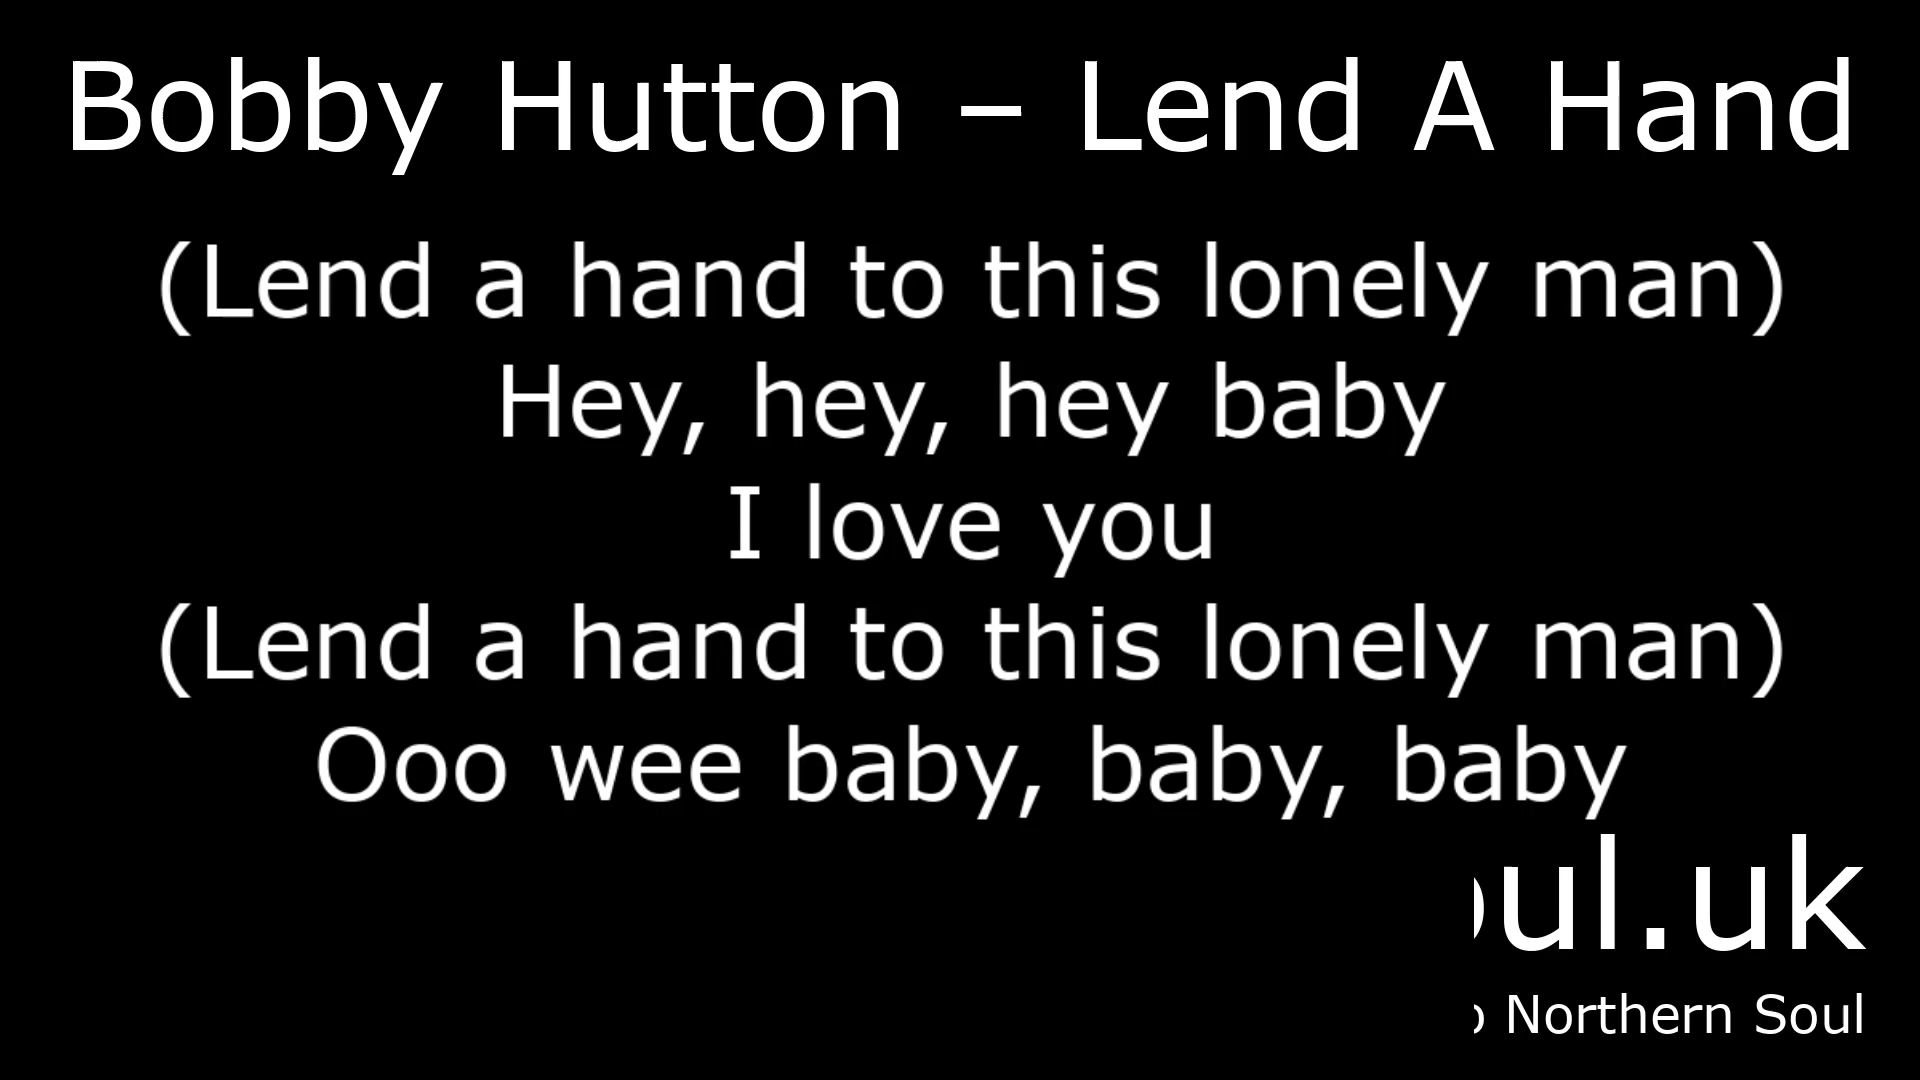 Bobby Hutton – Lend A Hand
(Lend a hand to this lonely man)
Hey, hey, hey baby
I love you
(Lend a hand to this lonely man)
Ooo wee baby, baby, baby
ul.uk
Northern Soul